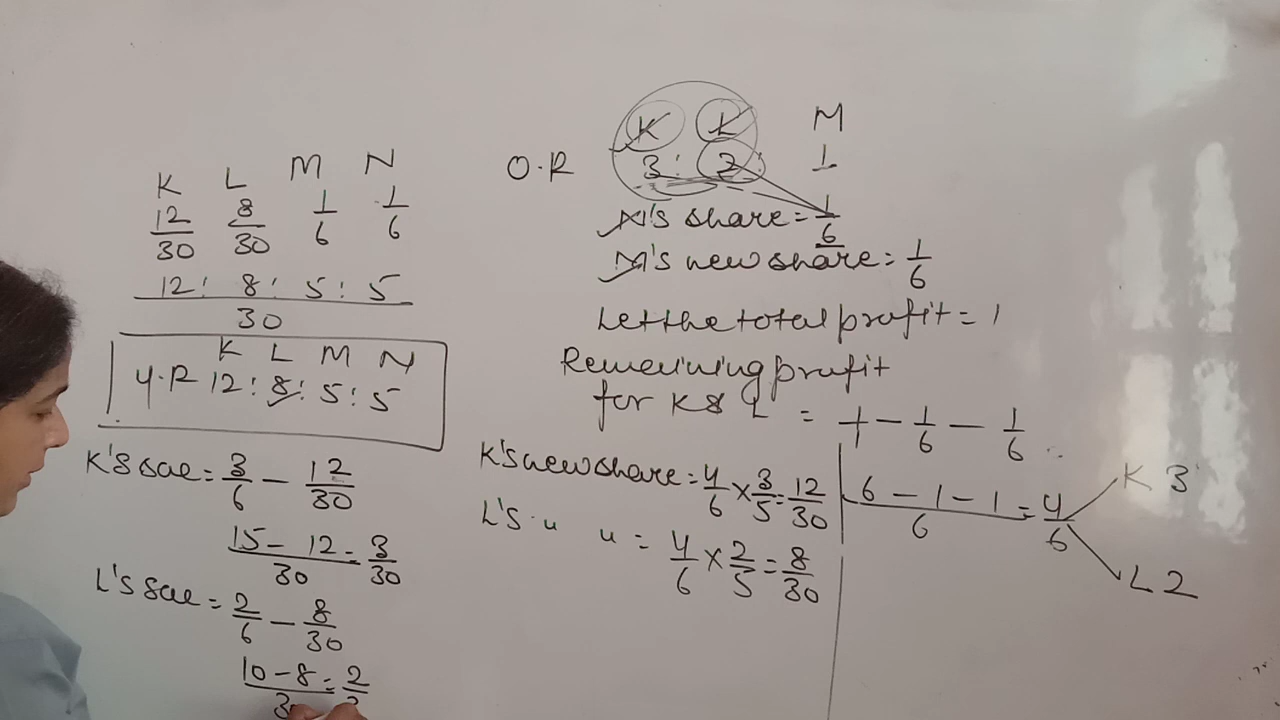 K L M N
12/30 8/30 1/6 1/6
12 : 8 : 5 : 5
30
K L M N
12 : 8 : 5 : 5
K's sac = 3/6 - 12/30
15 - 12/30 = 3/30
L's sac = 2/6 - 8/30
10 - 8/3 = 2/
K M
O.R 3 : 2 : 1
N's share = 1/6
M's new share = 1/6
Let the total profit = 1
Remaining profit
for K & L = 1/1 - 1/6 - 1/6
6 - 1 - 1/6 = 4/6
K 3
L 2
K's new share = 4/6 × 3/5 = 12/30
L's " " = 4/6 × 2/5 = 8/30